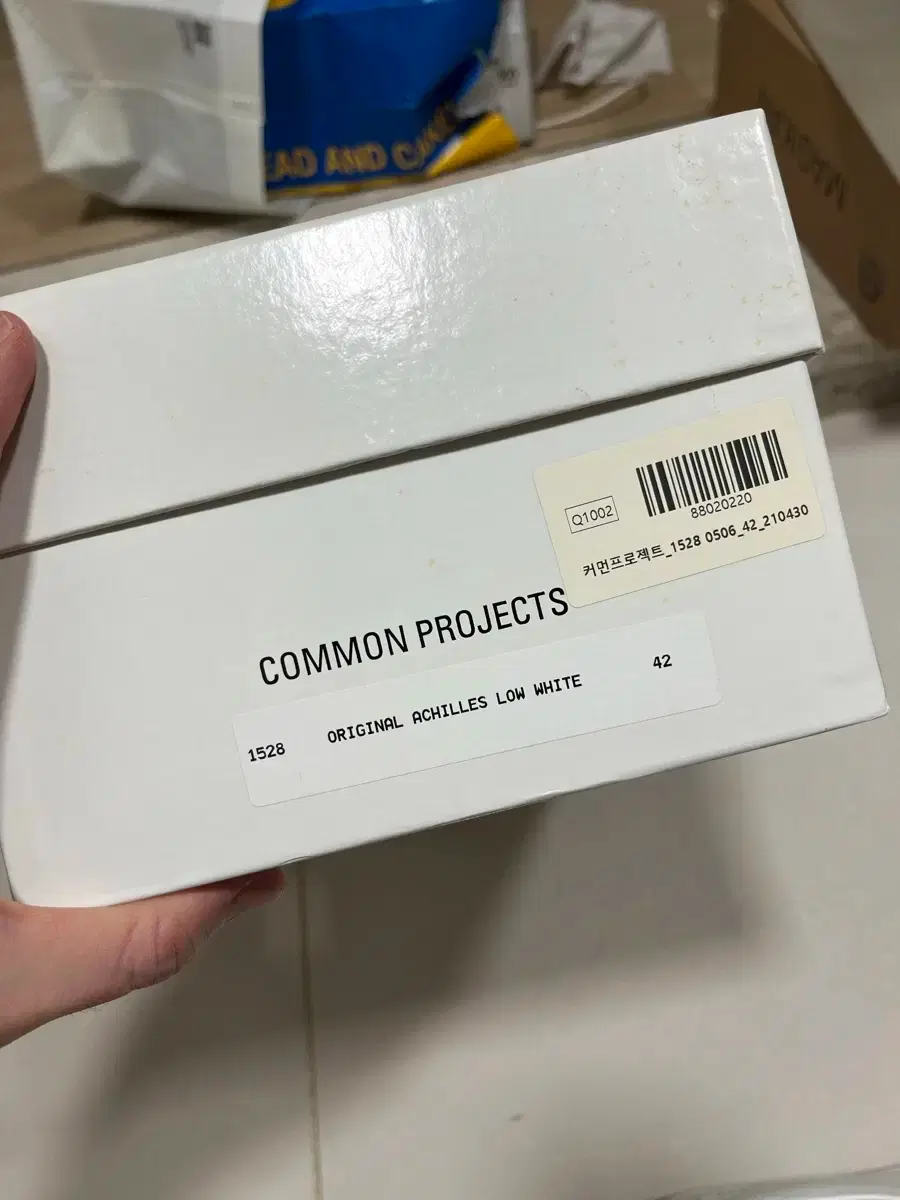 EAD AND C
Q1002
88020220
커먼프로젝트_1528 0506_42_210430
COMMON PROJECTS
1528 ORIGINAL ACHILLES LOW WHITE 42